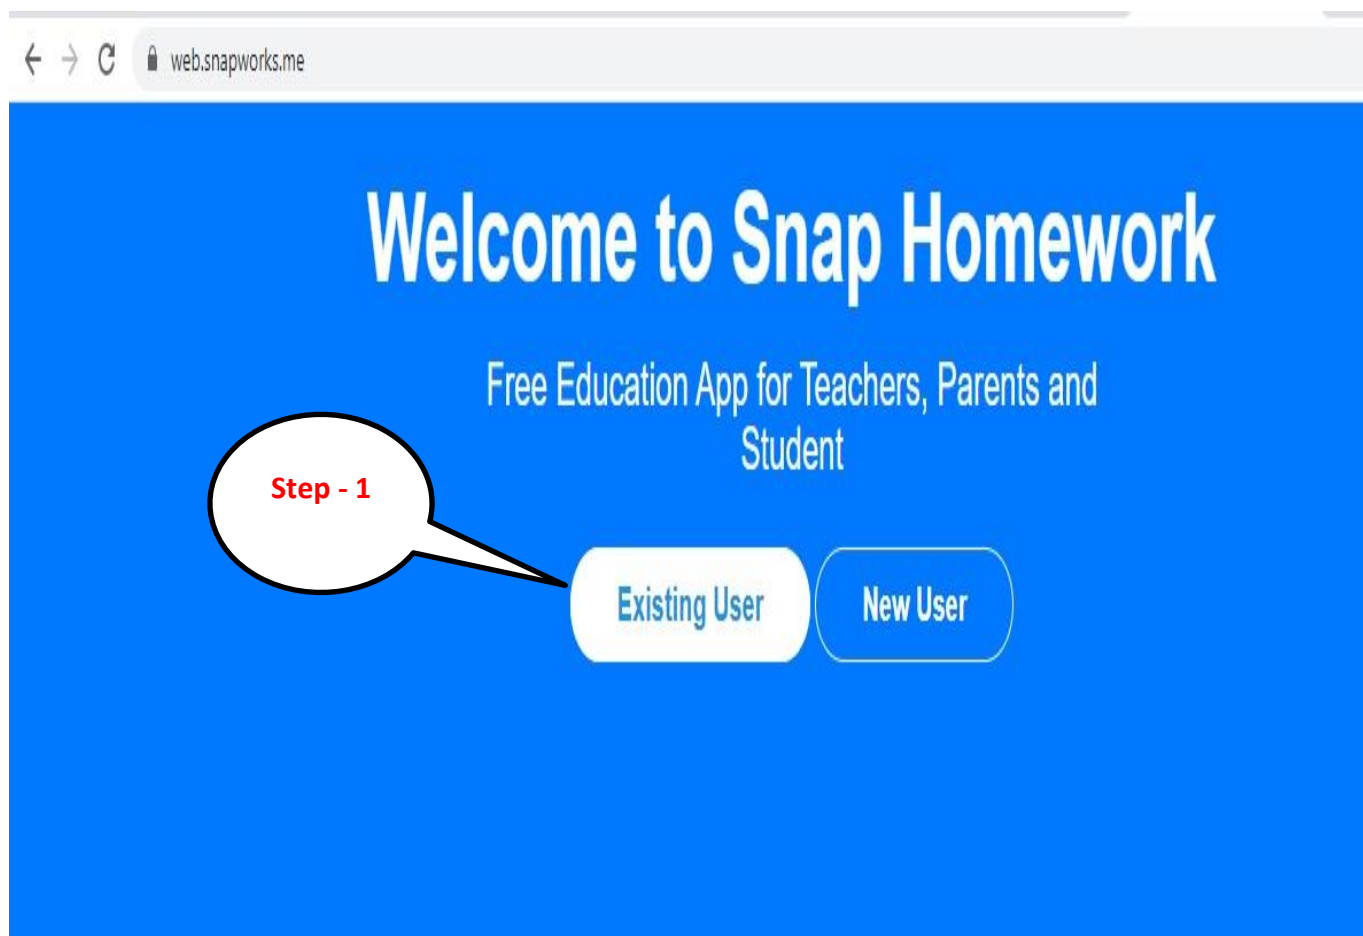 web.snapworks.me
Welcome to Snap Homework
Free Education App for Teachers, Parents and
Student
Step - 1
Existing User
New User